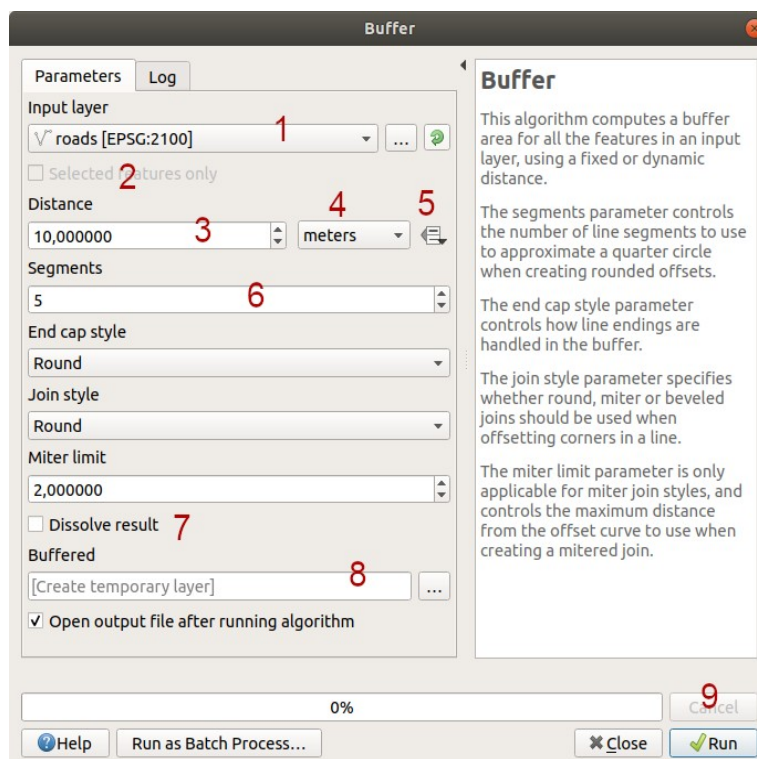 Buffer
Parameters Log
Input layer
roads [EPSG:2100] 1 ...
Selected features only 2
Distance
10,000000 3 meters 4 5
Segments
5 6
End cap style
Round
Join style
Round
Miter limit
2,000000
Dissolve result 7
Buffered
[Create temporary layer] 8 ...
Open output file after running algorithm
Buffer
This algorithm computes a buffer
area for all the features in an input
layer, using a fixed or dynamic
distance.
The segments parameter controls
the number of line segments to use
to approximate a quarter circle
when creating rounded offsets.
The end cap style parameter
controls how line endings are
handled in the buffer.
The join style parameter specifies
whether round, miter or beveled
joins should be used when
offsetting corners in a line.
The miter limit parameter is only
applicable for miter join styles, and
controls the maximum distance
from the offset curve to use when
creating a mitered join.
0% Cancel 9
Help Run as Batch Process... Close Run